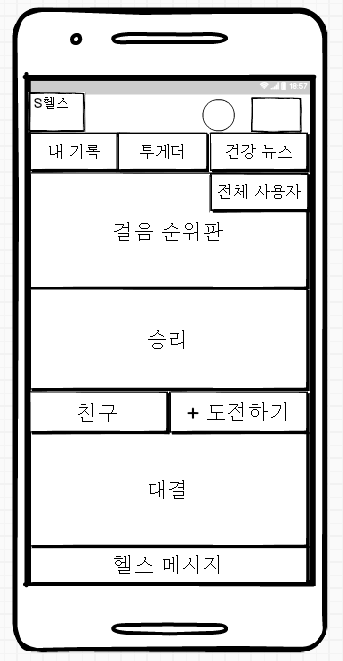 18:57
S헬스
내 기록 투게더 건강 뉴스
전체 사용자
걸음 순위판
승리
친구 + 도전하기
대결
헬스 메시지